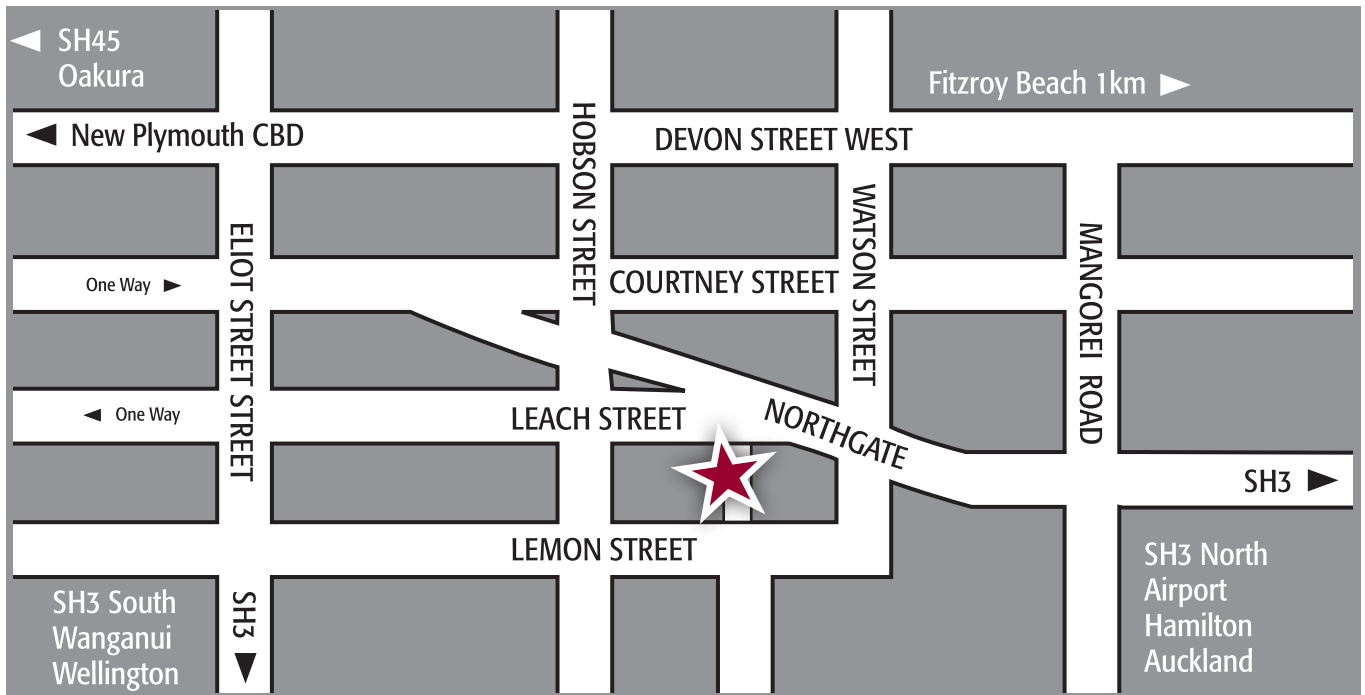 SH45
Oakura
Fitzroy Beach 1km
New Plymouth CBD
DEVON STREET WEST
HOBSON STREET
WATSON STREET
ELIOT STREET STREET
MANGOREI ROAD
One Way
COURTNEY STREET
One Way
LEACH STREET
NORTHGATE
SH3
LEMON STREET
SH3 South
Wanganui
Wellington
SH3
SH3 North
Airport
Hamilton
Auckland